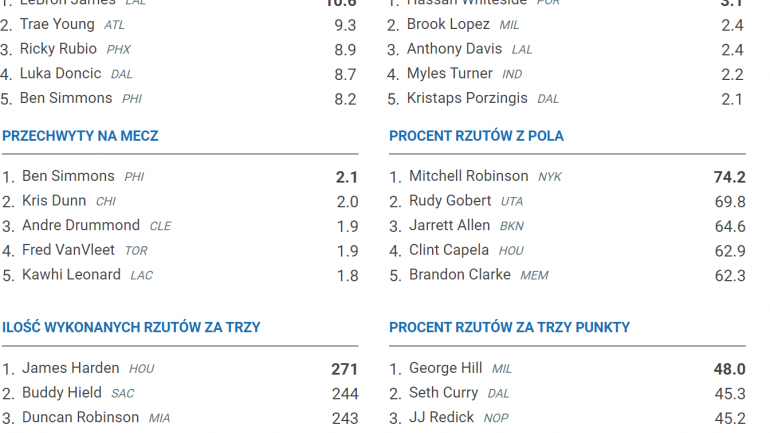 1. LeBron James LAL 10.6
2. Trae Young ATL 9.3
3. Ricky Rubio PHX 8.9
4. Luka Doncic DAL 8.7
5. Ben Simmons PHI 8.2
1. Hassan Whiteside POR 3.1
2. Brook Lopez MIL 2.4
3. Anthony Davis LAL 2.4
4. Myles Turner IND 2.2
5. Kristaps Porzingis DAL 2.1
PRZECHWYTY NA MECZ
1. Ben Simmons PHI 2.1
2. Kris Dunn CHI 2.0
3. Andre Drummond CLE 1.9
4. Fred VanVleet TOR 1.9
5. Kawhi Leonard LAC 1.8
PROCENT RZUTÓW Z POLA
1. Mitchell Robinson NYK 74.2
2. Rudy Gobert UTA 69.8
3. Jarrett Allen BKN 64.6
4. Clint Capela HOU 62.9
5. Brandon Clarke MEM 62.3
ILOŚĆ WYKONANYCH RZUTÓW ZA TRZY
1. James Harden HOU 271
2. Buddy Hield SAC 244
3. Duncan Robinson MIA 243
PROCENT RZUTÓW ZA TRZY PUNKTY
1. George Hill MIL 48.0
2. Seth Curry DAL 45.3
3. JJ Redick NOP 45.2